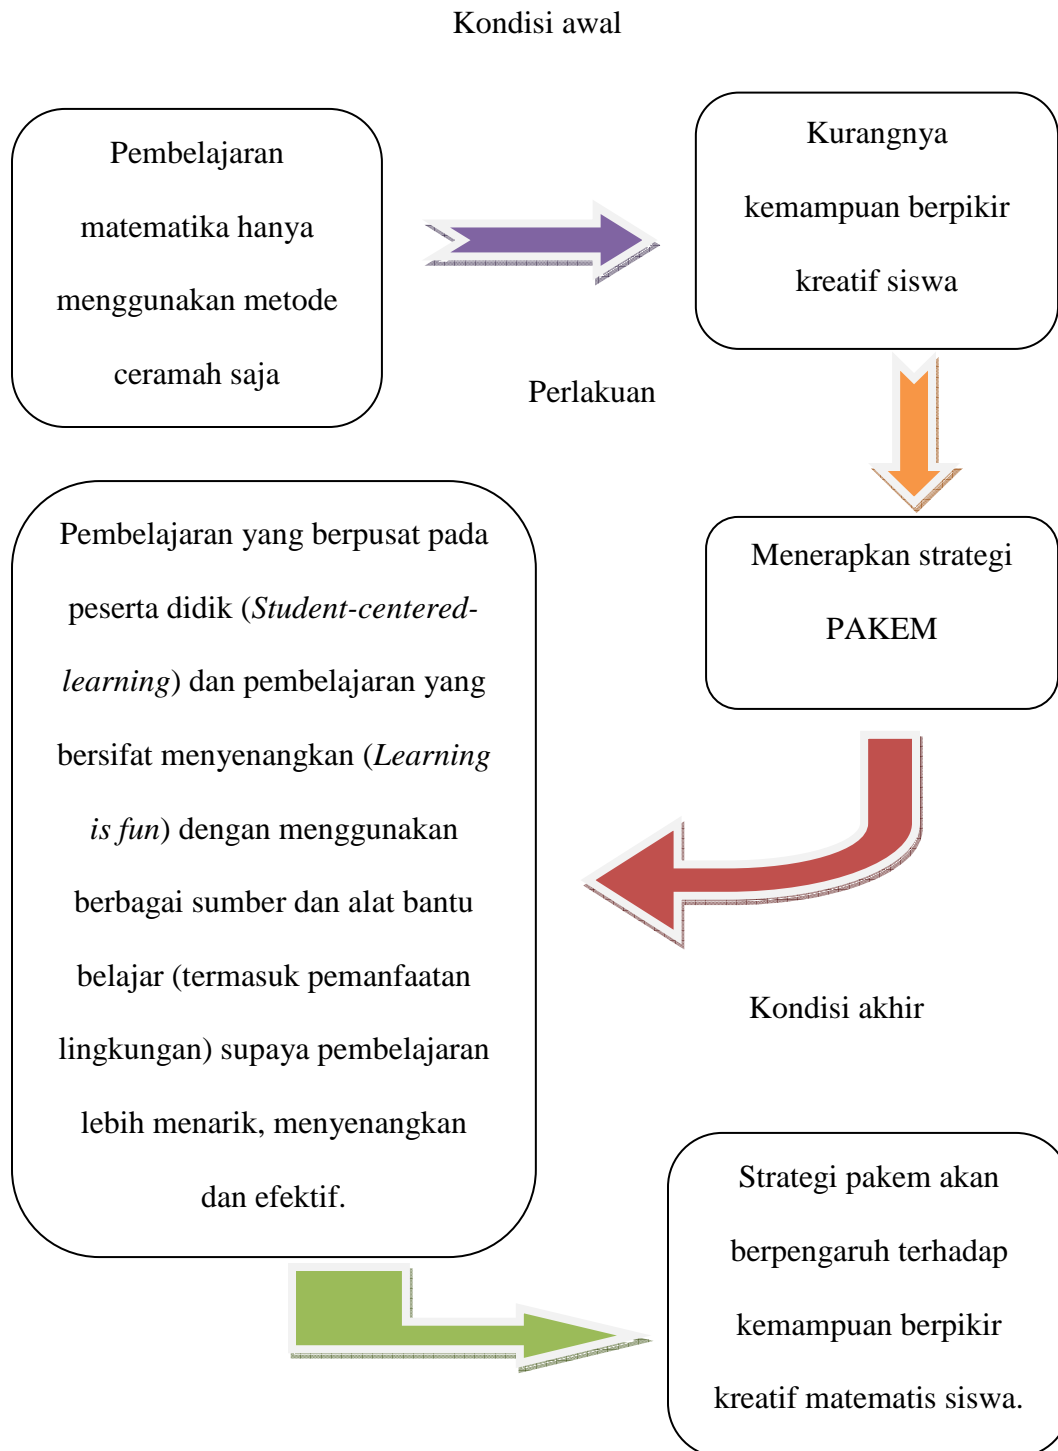 Kondisi awal
Pembelajaran
matematika hanya
menggunakan metode
ceramah saja
Kurangnya
kemampuan berpikir
kreatif siswa
Perlakuan
Menerapkan strategi
PAKEM
Pembelajaran yang berpusat pada
peserta didik (Student-centered-
learning) dan pembelajaran yang
bersifat menyenangkan (Learning
is fun) dengan menggunakan
berbagai sumber dan alat bantu
belajar (termasuk pemanfaatan
lingkungan) supaya pembelajaran
lebih menarik, menyenangkan
dan efektif.
Kondisi akhir
Strategi pakem akan
berpengaruh terhadap
kemampuan berpikir
kreatif matematis siswa.